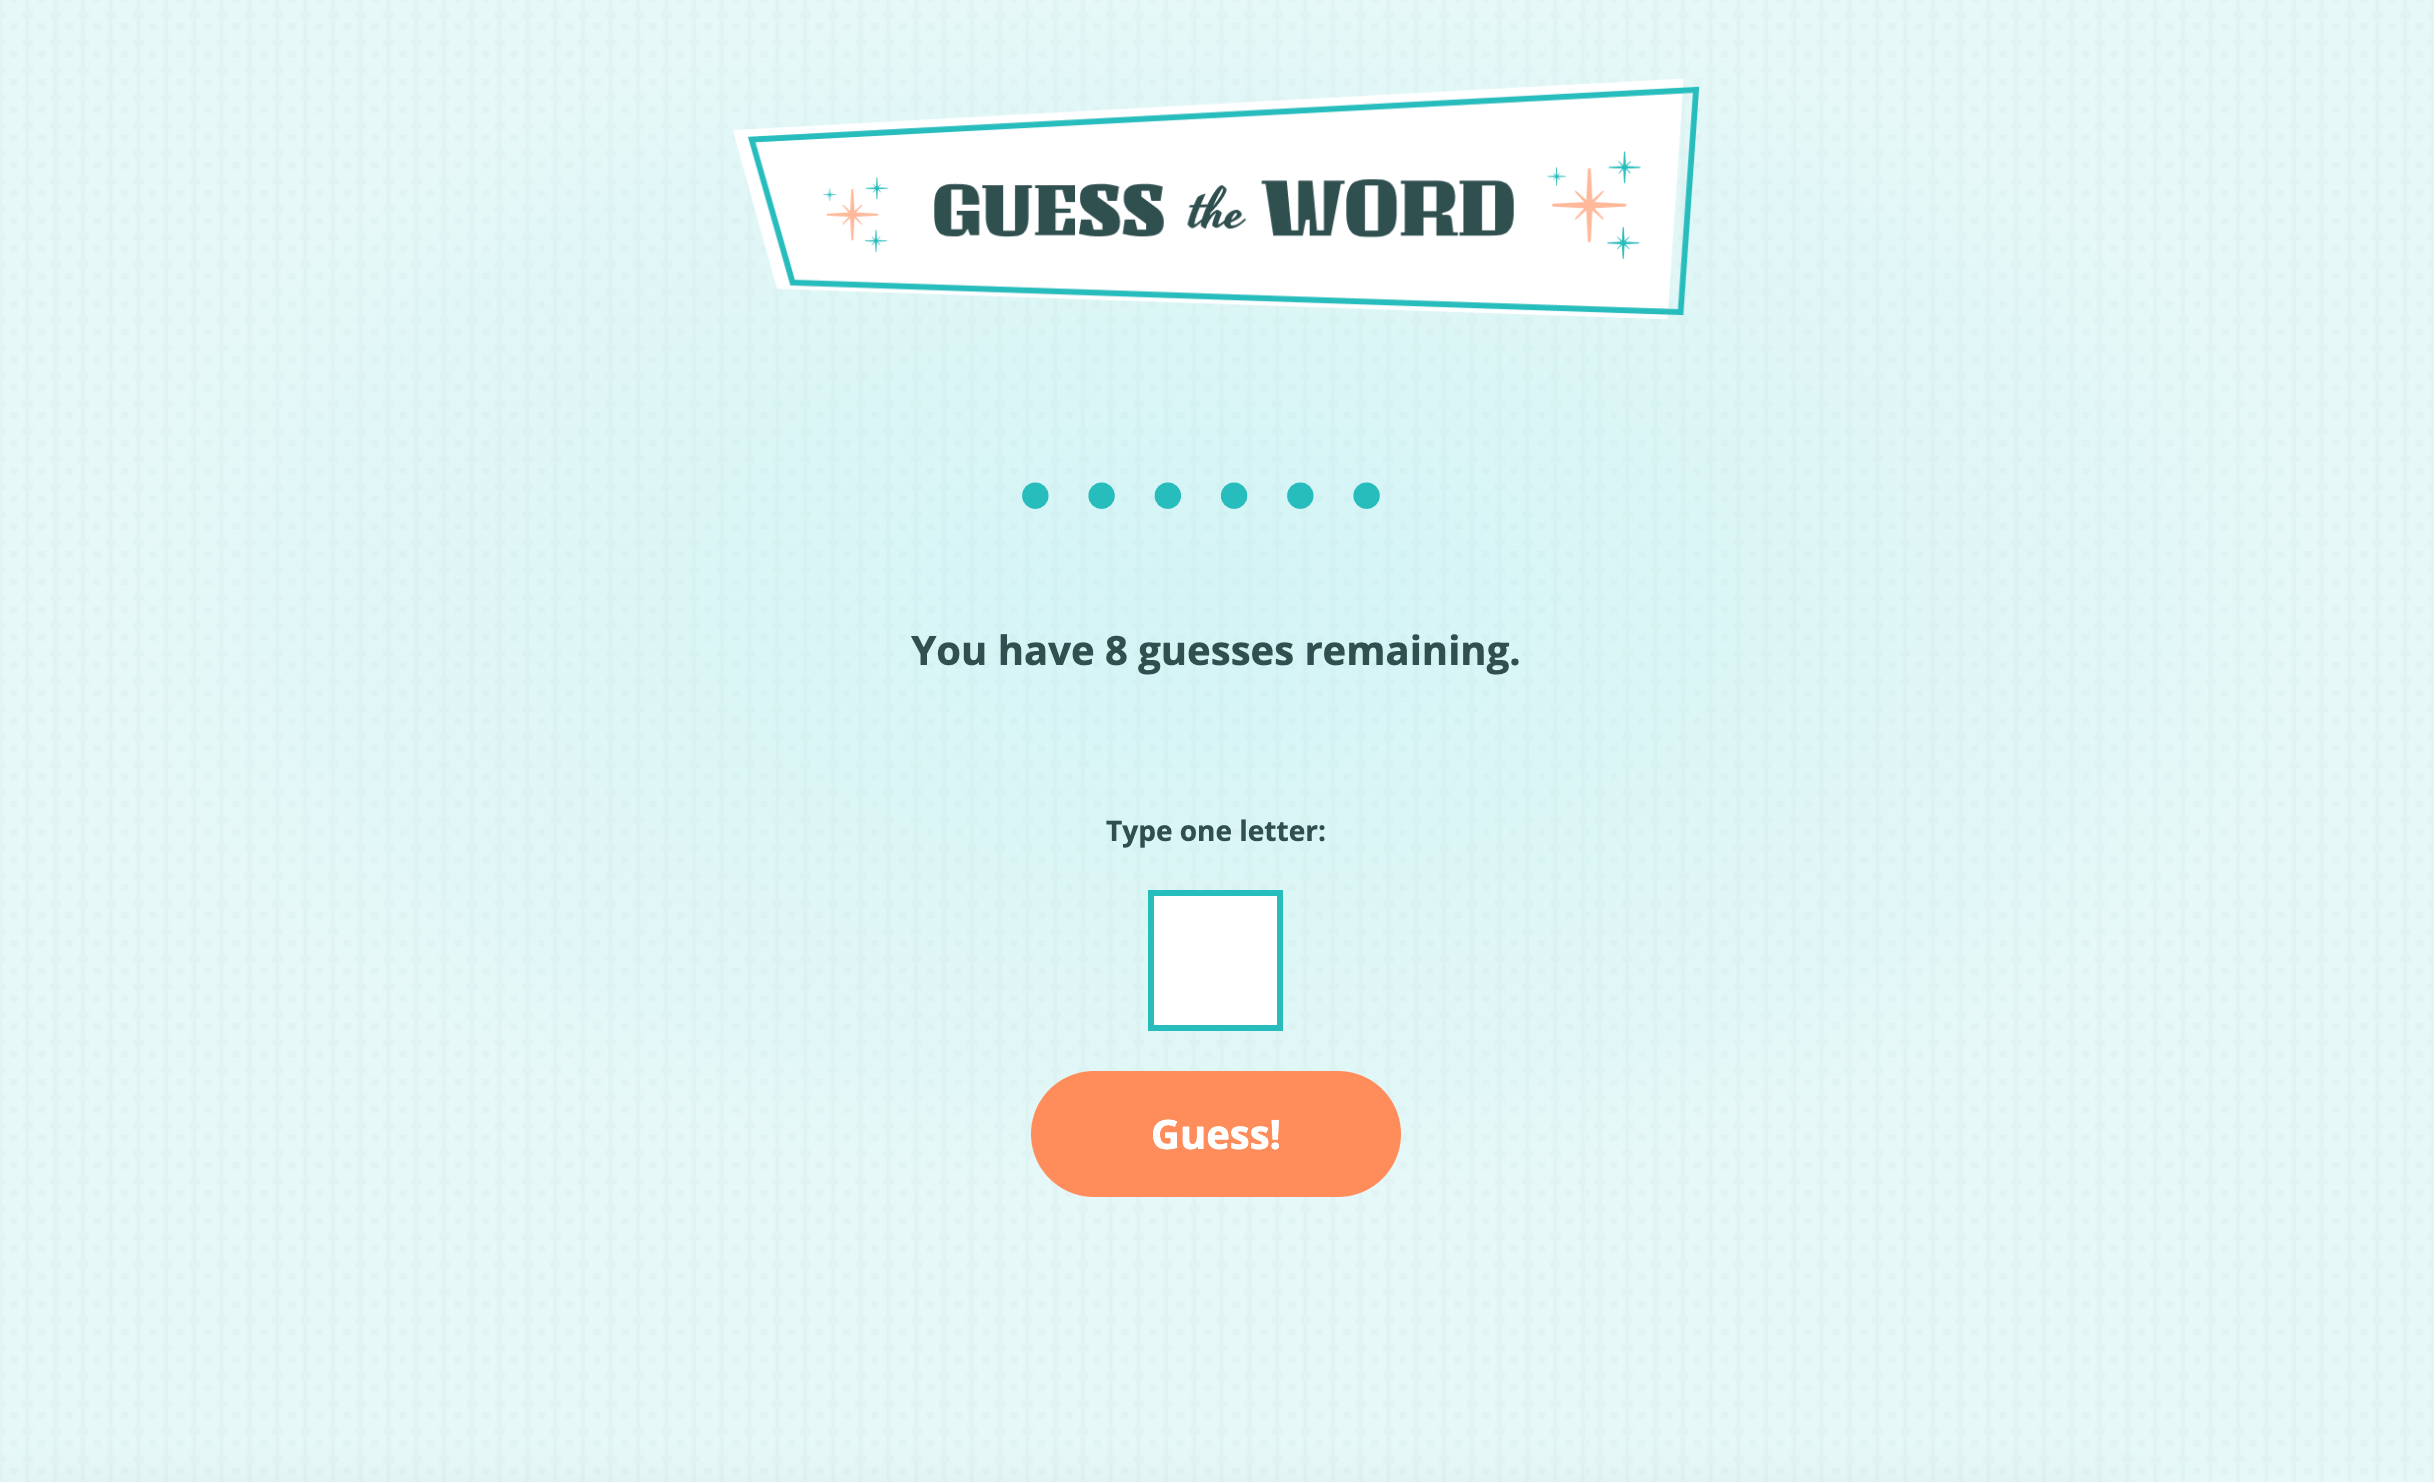 GUESS the WORD
● ● ● ● ● ●
You have 8 guesses remaining.
Type one letter:
Guess!